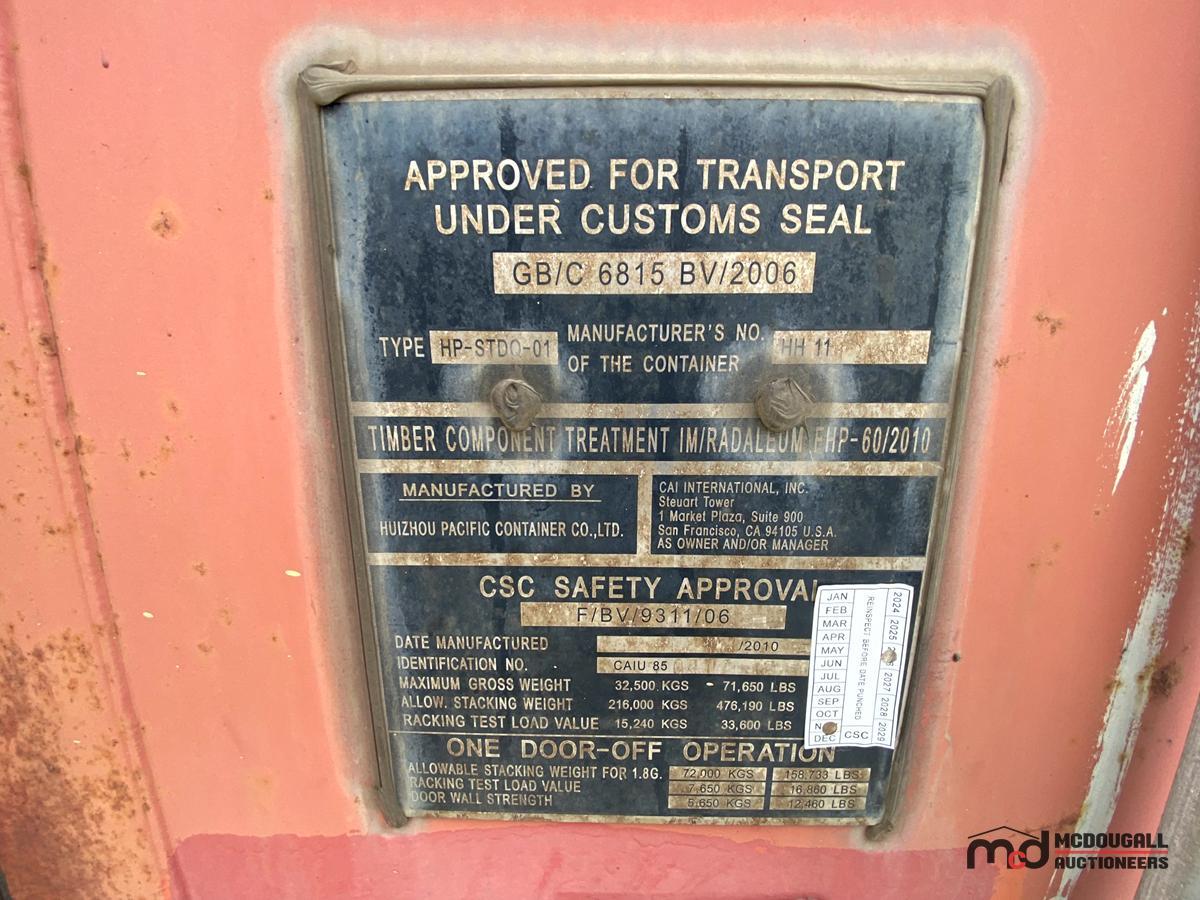 APPROVED FOR TRANSPORT
UNDER CUSTOMS SEAL
GB/C 6815 BV/2006
TYPE HP-STDQ-01 MANUFACTURER'S NO. HH 11
OF THE CONTAINER
TIMBER COMPONENT TREATMENT IM/RADALEUM FHP-60/2010
MANUFACTURED BY
HUIZHOU PACIFIC CONTAINER CO.,LTD.
CAI INTERNATIONAL, INC.
Steuart Tower
1 Market Plaza, Suite 900
San Francisco, CA 94105 U.S.A.
AS OWNER AND/OR MANAGER
CSC SAFETY APPROVAL
F/BV/9311/06
DATE MANUFACTURED /2010
IDENTIFICATION NO. CAIU 85
MAXIMUM GROSS WEIGHT 32,500 KGS - 71,650 LBS
ALLOW. STACKING WEIGHT 216,000 KGS 476,190 LBS
RACKING TEST LOAD VALUE 15,240 KGS 33,600 LBS
ONE DOOR-OFF OPERATION
ALLOWABLE STACKING WEIGHT FOR 1.8G. 72,000 KGS 158,733 LBS
RACKING TEST LOAD VALUE 7,650 KGS 16,860 LBS
DOOR WALL STRENGTH 5,650 KGS 12,460 LBS
JAN
FEB
MAR
APR
MAY
JUN
JUL
AUG
SEP
OCT
DEC
REINSPECT BEFORE DATE PUNCHED
CSC
2024 2025 2027 2028 2029
mcd MCDOUGALL
AUCTIONEERS